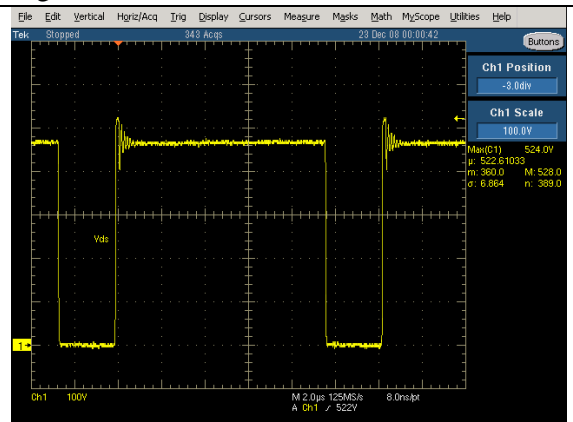 File Edit Vertical Horiz/Acq Trig Display Cursors Measure Masks Math MyScope Utilities Help
Tek Stopped 343 Acqs 23 Dec 08 00:00:42
Buttons
Ch1 Position
-3.0div
Ch1 Scale
100.0V
Max(C1) 524.0V
µ: 522.61033
m: 360.0 M: 528.0
σ: 6.864 n: 389.0
Vds
1
Ch1 100V M 2.0µs 125MS/s 8.0ns/pt
A Ch1 ∕ 522V